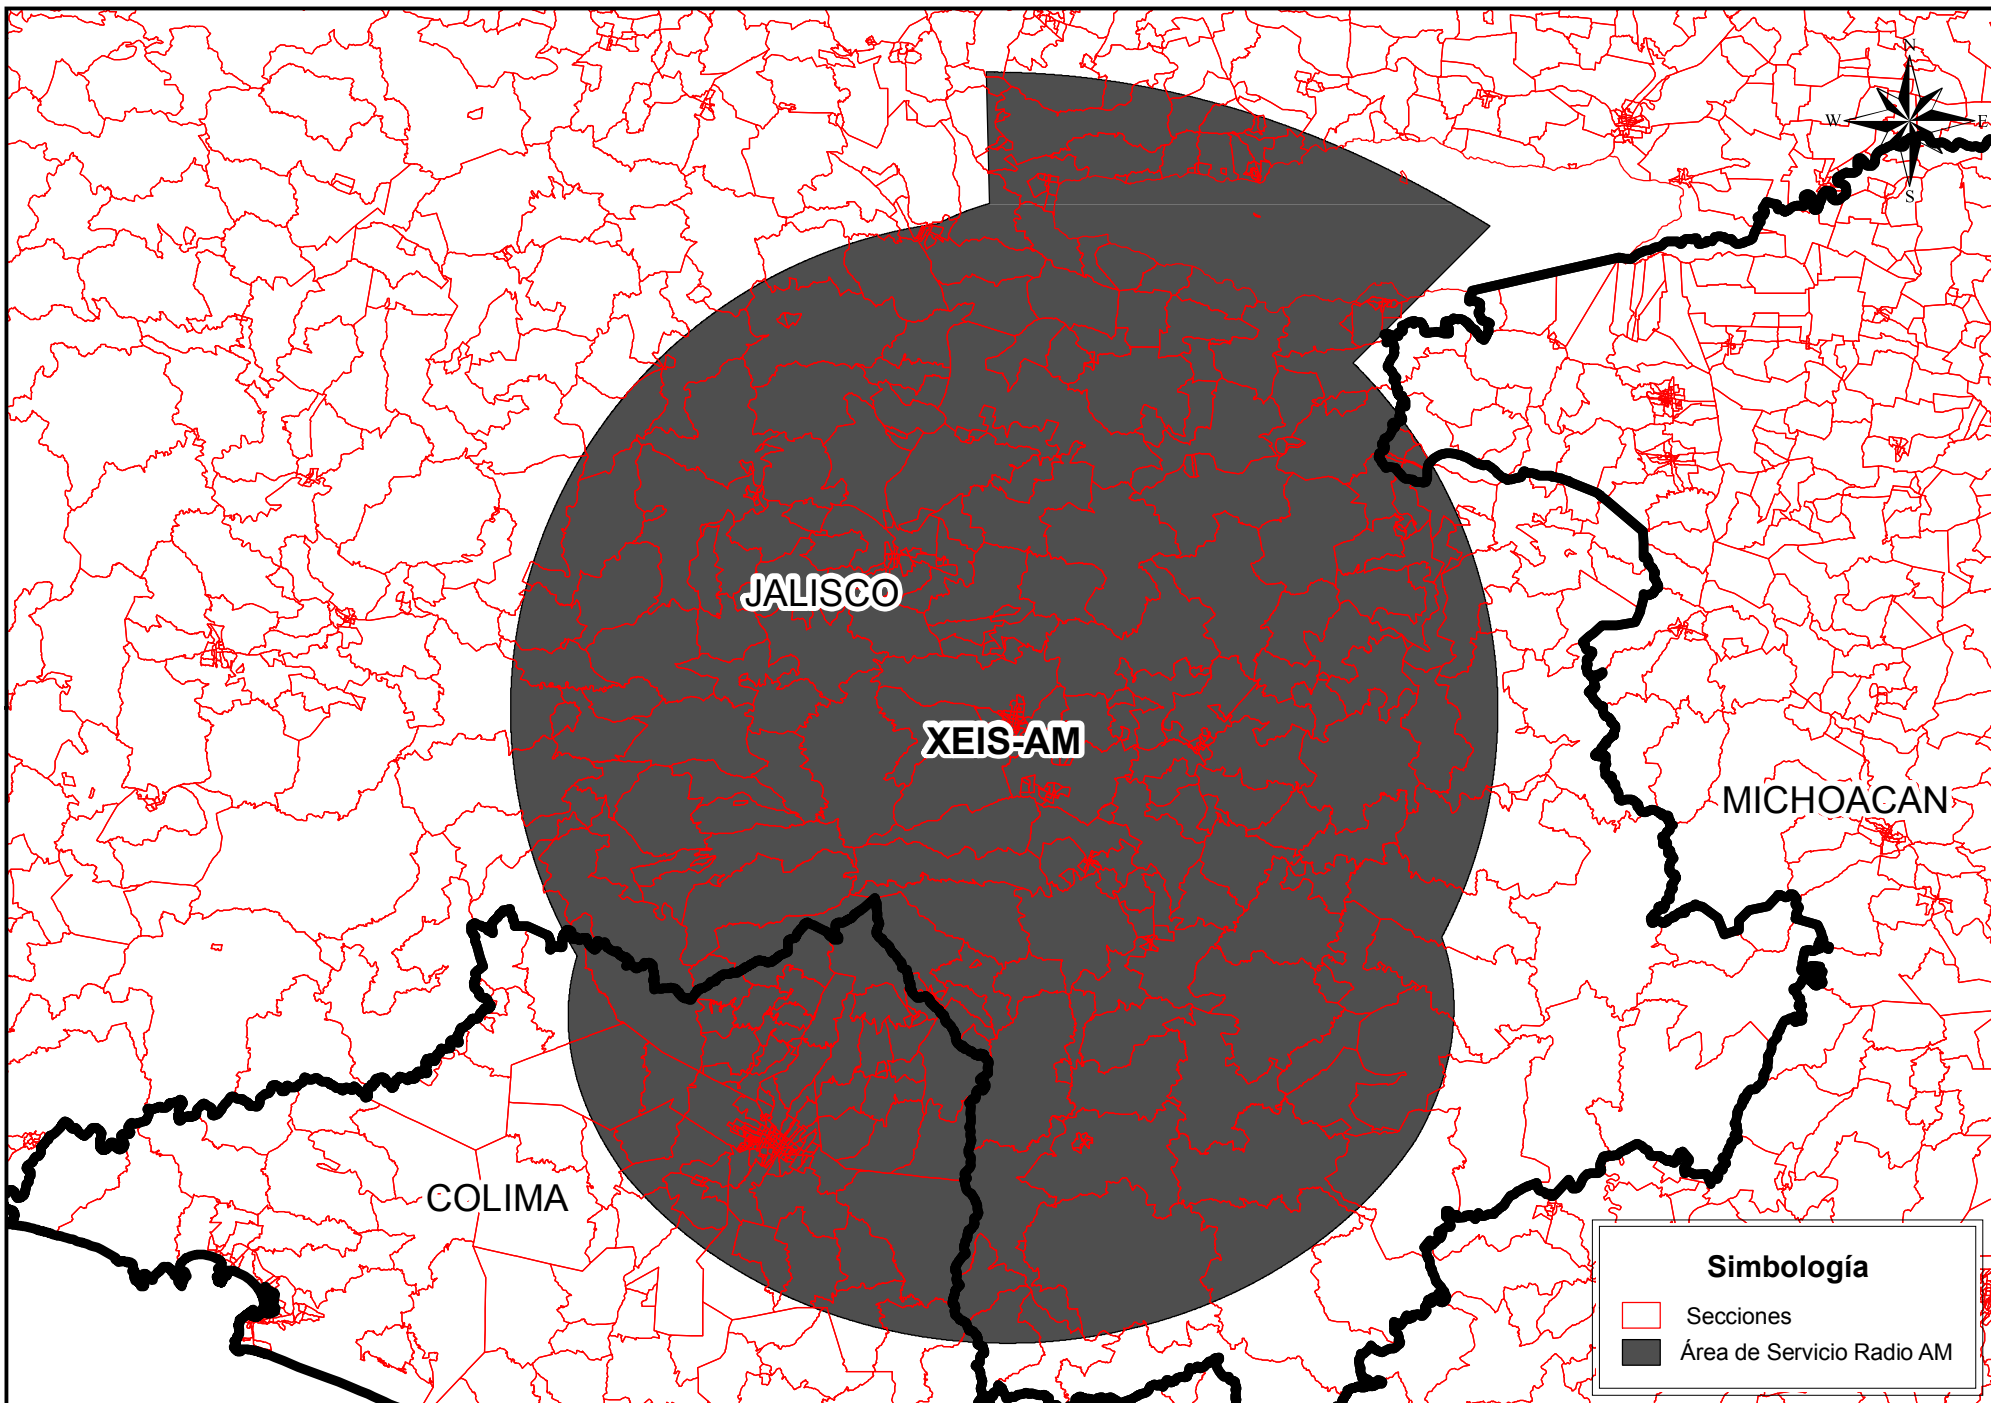 N
W E
S
JALISCO
XEIS-AM
MICHOACAN
COLIMA
Simbología
Secciones
Área de Servicio Radio AM